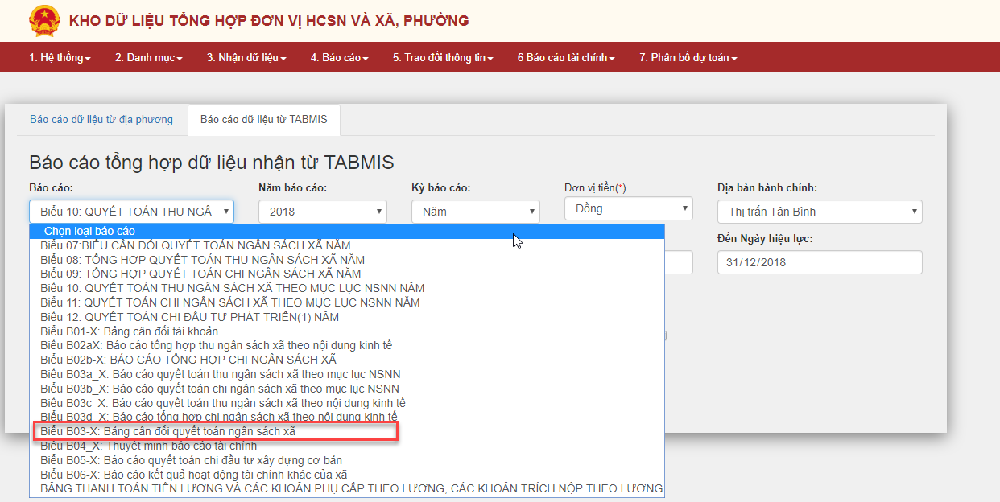 KHO DỮ LIỆU TỔNG HỢP ĐƠN VỊ HCSN VÀ XÃ, PHƯỜNG
1. Hệ thống 2. Danh mục 3. Nhận dữ liệu 4. Báo cáo 5. Trao đổi thông tin 6 Báo cáo tài chính 7. Phân bổ dự toán
Báo cáo dữ liệu từ địa phương Báo cáo dữ liệu từ TABMIS
Báo cáo tổng hợp dữ liệu nhận từ TABMIS
Báo cáo: Năm báo cáo: Kỳ báo cáo: Đơn vị tiền(*) Địa bàn hành chính:
Biểu 10: QUYẾT TOÁN THU NGÂ 2018 Năm Đồng Thị trấn Tân Bình
-Chọn loại báo cáo-
Đến Ngày hiệu lực:
31/12/2018
Biểu 07:BIỂU CÂN ĐỐI QUYẾT TOÁN NGÂN SÁCH XÃ NĂM
Biểu 08: TỔNG HỢP QUYẾT TOÁN THU NGÂN SÁCH XÃ NĂM
Biểu 09: TỔNG HỢP QUYẾT TOÁN CHI NGÂN SÁCH XÃ NĂM
Biểu 10: QUYẾT TOÁN THU NGÂN SÁCH XÃ THEO MỤC LỤC NSNN NĂM
Biểu 11: QUYẾT TOÁN CHI NGÂN SÁCH XÃ THEO MỤC LỤC NSNN NĂM
Biểu 12: QUYẾT TOÁN CHI ĐẦU TƯ PHÁT TRIỂN(1) NĂM
Biểu B01-X: Bảng cân đối tài khoản
Biểu B02aX: Báo cáo tổng hợp thu ngân sách xã theo nội dung kinh tế
Biểu B02b-X: BÁO CÁO TỔNG HỢP CHI NGÂN SÁCH XÃ
Biểu B03a_X: Báo cáo quyết toán thu ngân sách xã theo mục lục NSNN
Biểu B03b_X: Báo cáo quyết toán chi ngân sách xã theo mục lục NSNN
Biểu B03c_X: Báo cáo quyết toán thu ngân sách xã theo nội dung kinh tế
Biểu B03d_X: Báo cáo tổng hợp chi ngân sách xã theo nội dung kinh tế
Biểu B03-X: Bảng cân đối quyết toán ngân sách xã
Biểu B04_X: Thuyết minh báo cáo tài chính
Biểu B05-X: Báo cáo quyết toán chi đầu tư xây dựng cơ bản
Biểu B06-X: Báo cáo kết quả hoạt động tài chính khác của xã
BẢNG THANH TOÁN TIỀN LƯƠNG VÀ CÁC KHOẢN PHỤ CẤP THEO LƯƠNG, CÁC KHOẢN TRÍCH NỘP THEO LƯƠNG